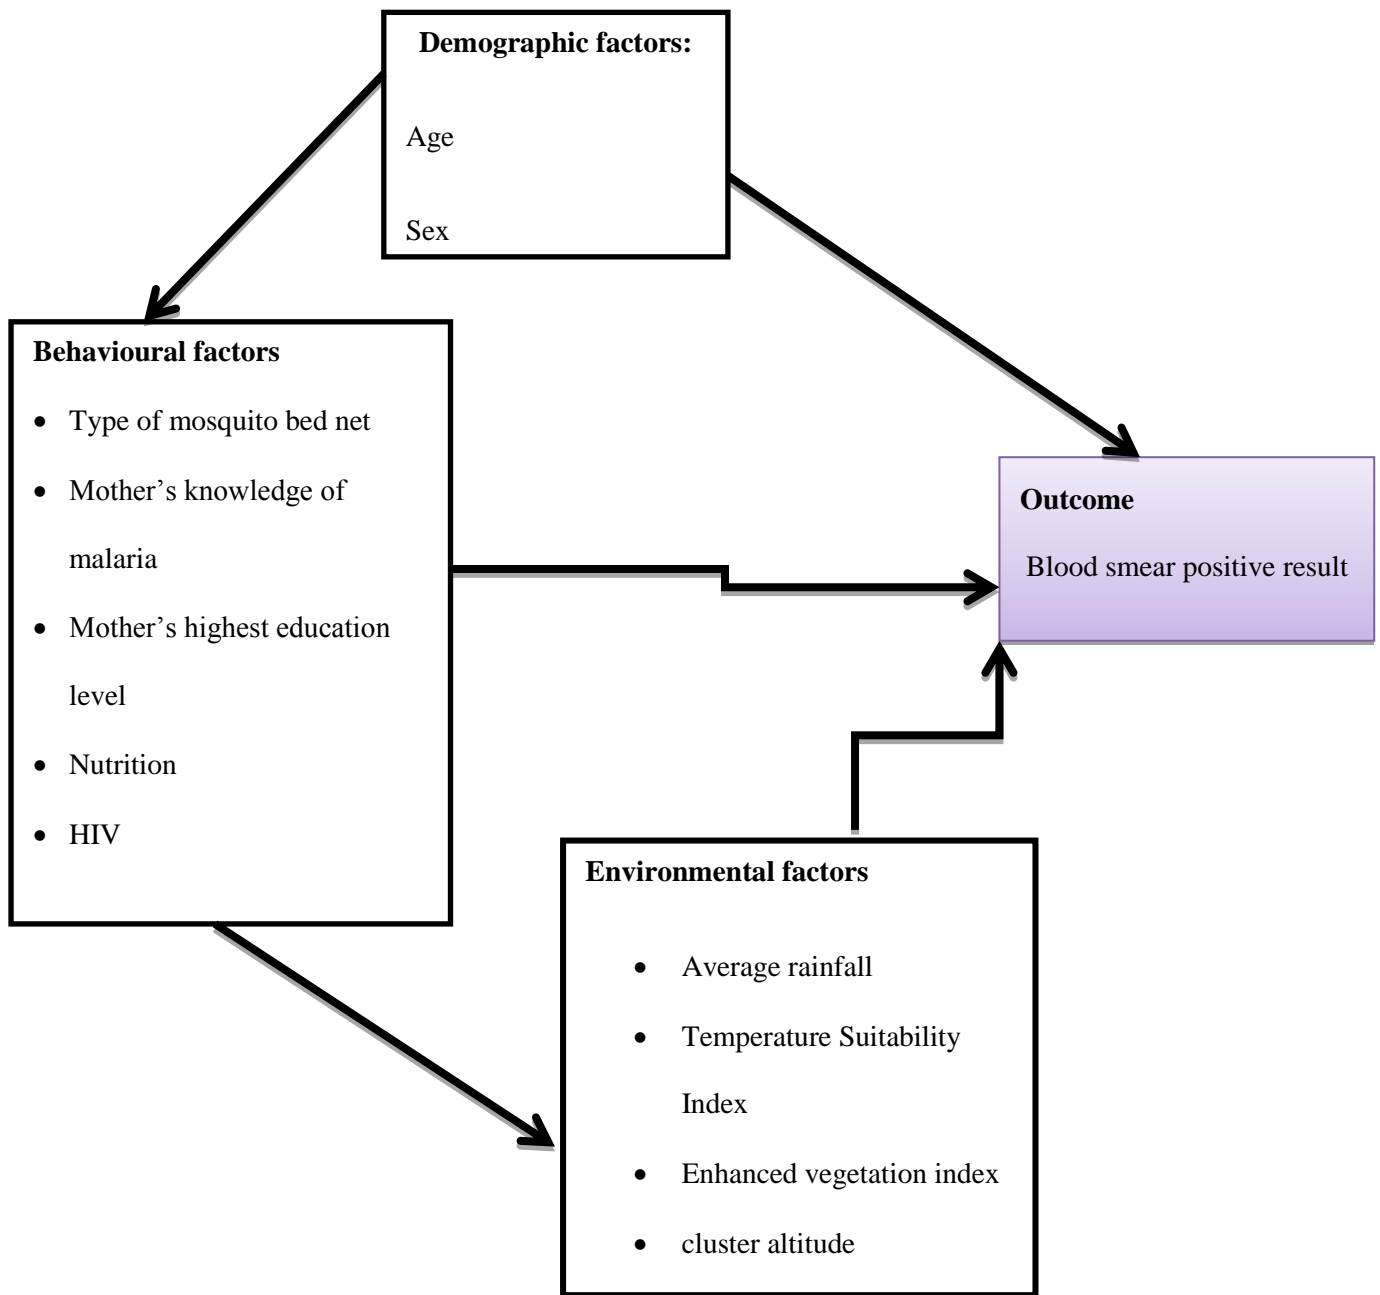 Demographic factors:
Age
Sex
Behavioural factors
• Type of mosquito bed net
• Mother’s knowledge of
malaria
• Mother’s highest education
level
• Nutrition
• HIV
Outcome
Blood smear positive result
Environmental factors
• Average rainfall
• Temperature Suitability
Index
• Enhanced vegetation index
• cluster altitude